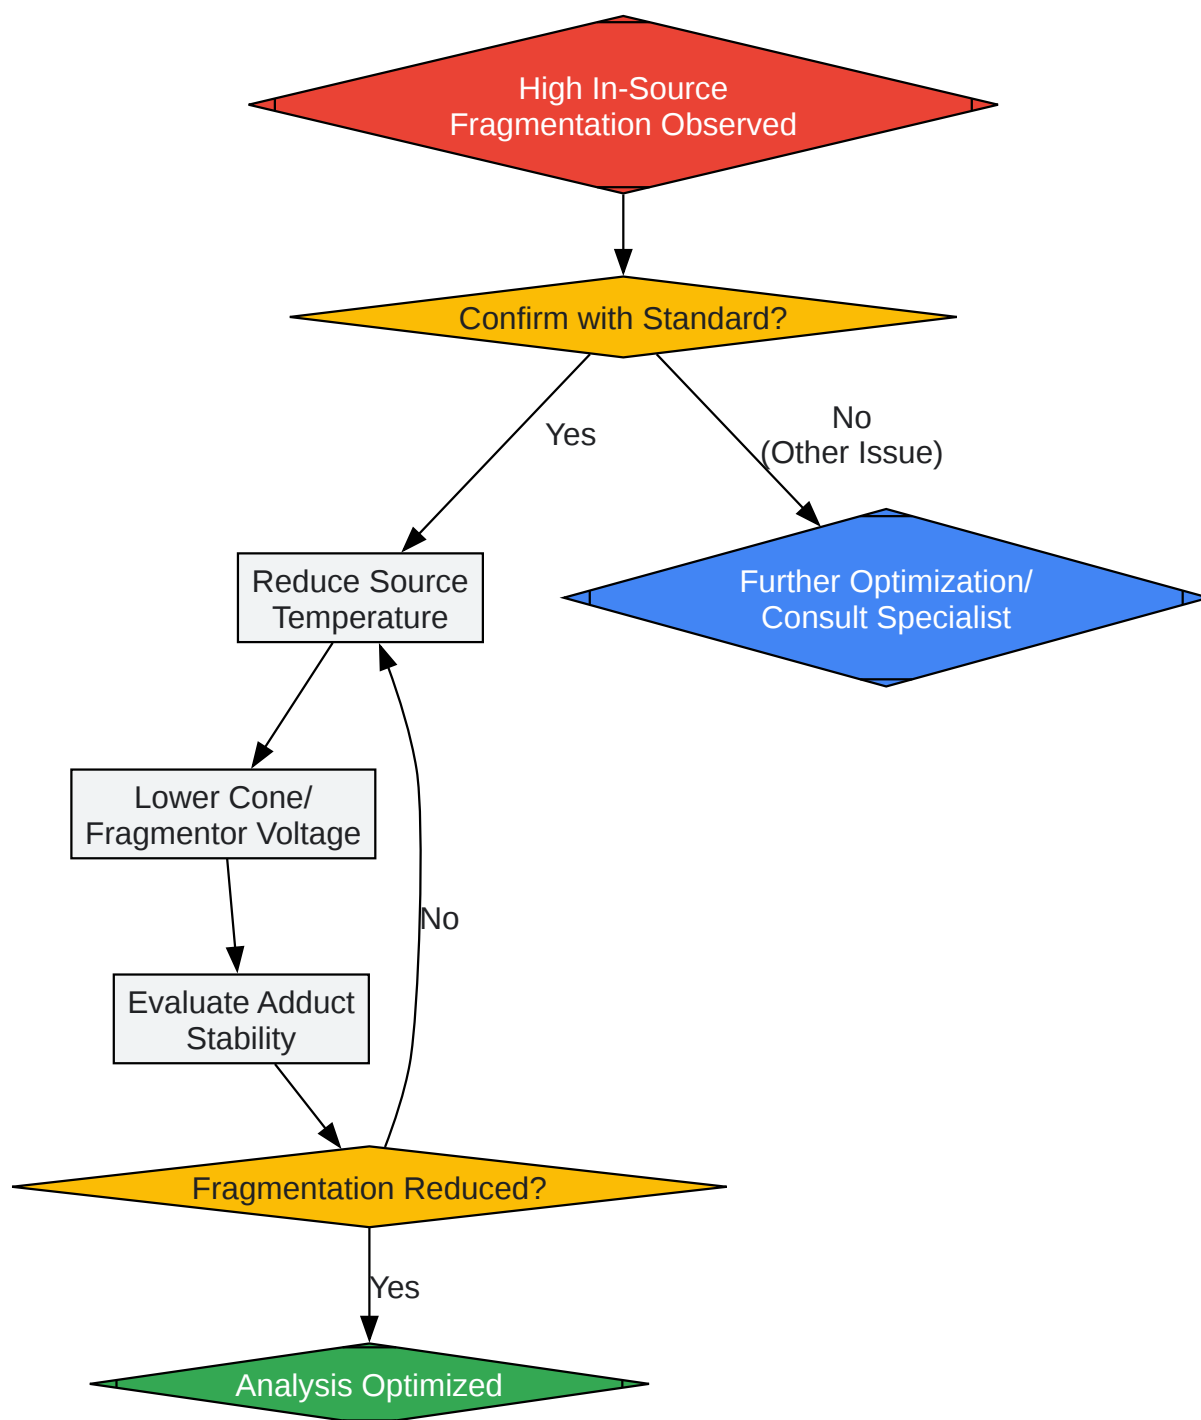 High In-Source
Fragmentation Observed
Confirm with Standard?
Yes
No
(Other Issue)
Reduce Source
Temperature
Further Optimization/
Consult Specialist
Lower Cone/
Fragmentor Voltage
No
Evaluate Adduct
Stability
Fragmentation Reduced?
Yes
Analysis Optimized